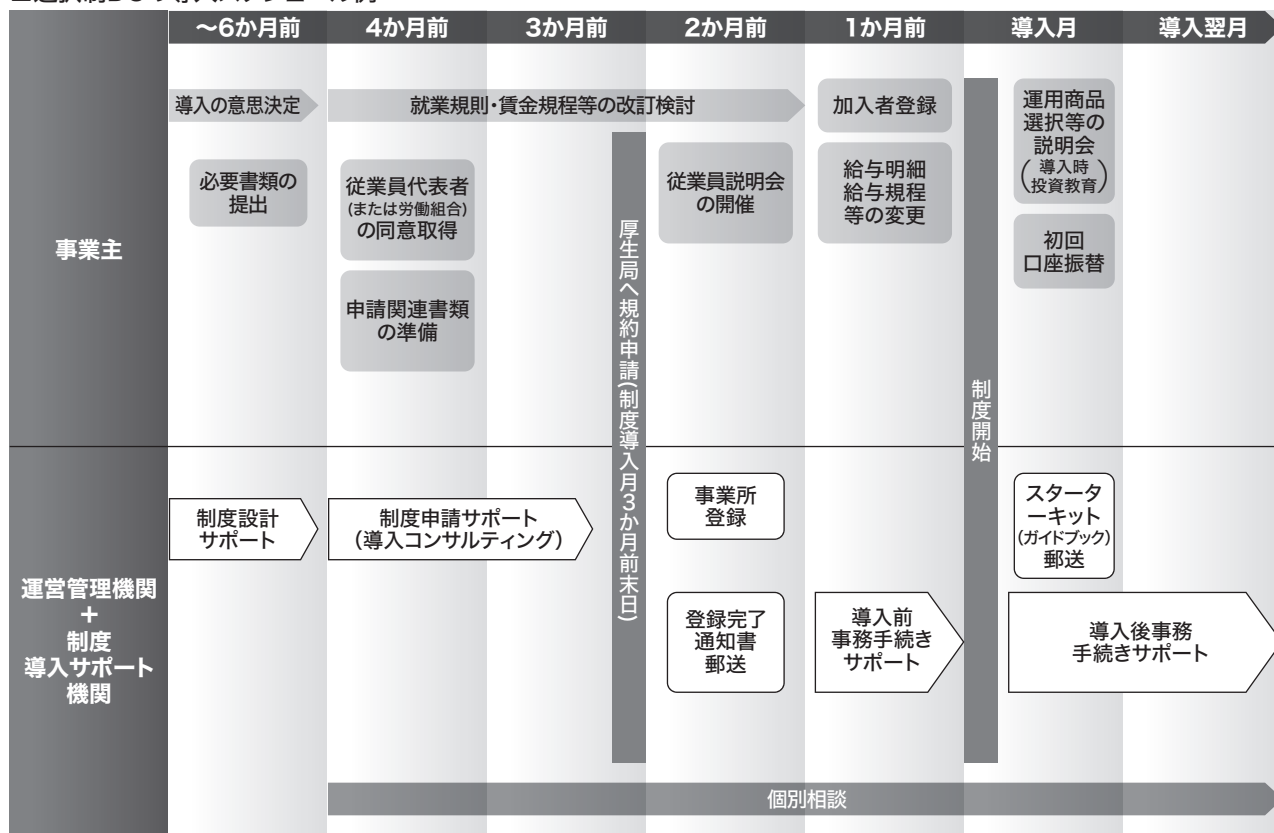 ~6か月前
4か月前
3か月前
2か月前
1か月前
導入月
導入翌月
事業主
導入の意思決定
就業規則・賃金規程等の改訂検討
必要書類の
提出
従業員代表者
(または労働組合)
の同意取得
申請関連書類
の準備
厚生局へ規約申請(制度導入月3か月前末日)
従業員説明会
の開催
加入者登録
給与明細
給与規程
等の変更
制度開始
運用商品
選択等の
説明会
(導入時
投資教育)
初回
口座振替
運営管理機関
+
制度
導入サポート
機関
制度設計
サポート
制度申請サポート
(導入コンサルティング)
事業所
登録
登録完了
通知書
郵送
導入前
事務手続き
サポート
スタータ
ーキット
(ガイドブック)
郵送
導入後事務
手続きサポート
個別相談